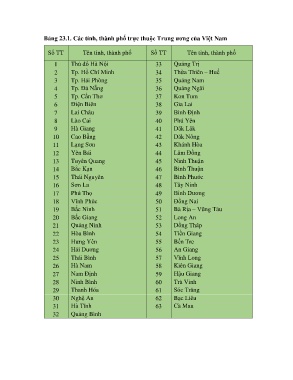 Bảng 23.1. Các tỉnh, thành phố trực thuộc Trung ương của Việt Nam
Số TT Tên tỉnh, thành phố Số TT Tên tỉnh, thành phố
1 Thủ đô Hà Nội 33 Quảng Trị
2 Tp. Hồ Chí Minh 34 Thừa Thiên – Huế
3 Tp. Hải Phòng 35 Quảng Nam
4 Tp. Đà Nẵng 36 Quảng Ngãi
5 Tp. Cần Thơ 37 Kon Tum
6 Điện Biên 38 Gia Lai
7 Lai Châu 39 Bình Định
8 Lào Cai 40 Phú Yên
9 Hà Giang 41 Đăk Lăk
10 Cao Bằng 42 Đăk Nông
11 Lạng Sơn 43 Khánh Hòa
12 Yên Bái 44 Lâm Đồng
13 Tuyên Quang 45 Ninh Thuận
14 Bắc Kạn 46 Bình Thuận
15 Thái Nguyên 47 Bình Phước
16 Sơn La 48 Tây Ninh
17 Phú Thọ 49 Bình Dương
18 Vĩnh Phúc 50 Đồng Nai
19 Bắc Ninh 51 Bà Rịa – Vũng Tàu
20 Bắc Giang 52 Long An
21 Quảng Ninh 53 Đồng Tháp
22 Hòa Bình 54 Tiền Giang
23 Hưng Yên 55 Bến Tre
24 Hải Dương 56 An Giang
25 Thái Bình 57 Vĩnh Long
26 Hà Nam 58 Kiên Giang
27 Nam Định 59 Hậu Giang
28 Ninh Bình 60 Trà Vinh
29 Thanh Hóa 61 Sóc Trăng
30 Nghệ An 62 Bạc Liêu
31 Hà Tĩnh 63 Cà Mau
32 Quảng Bình